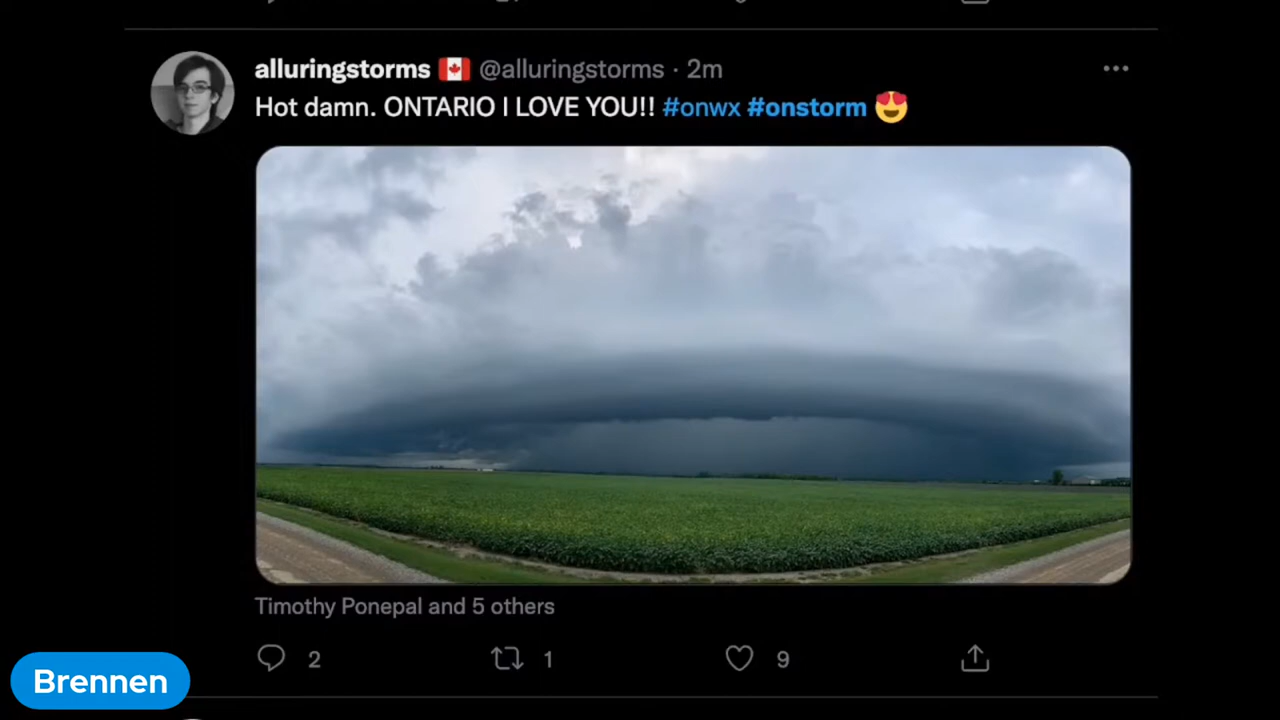 alluringstorms 🇨🇦 @alluringstorms · 2m
Hot damn. ONTARIO I LOVE YOU!! #onwx #onstorm 😍
Timothy Ponepal and 5 others
2 1 9
Brennen